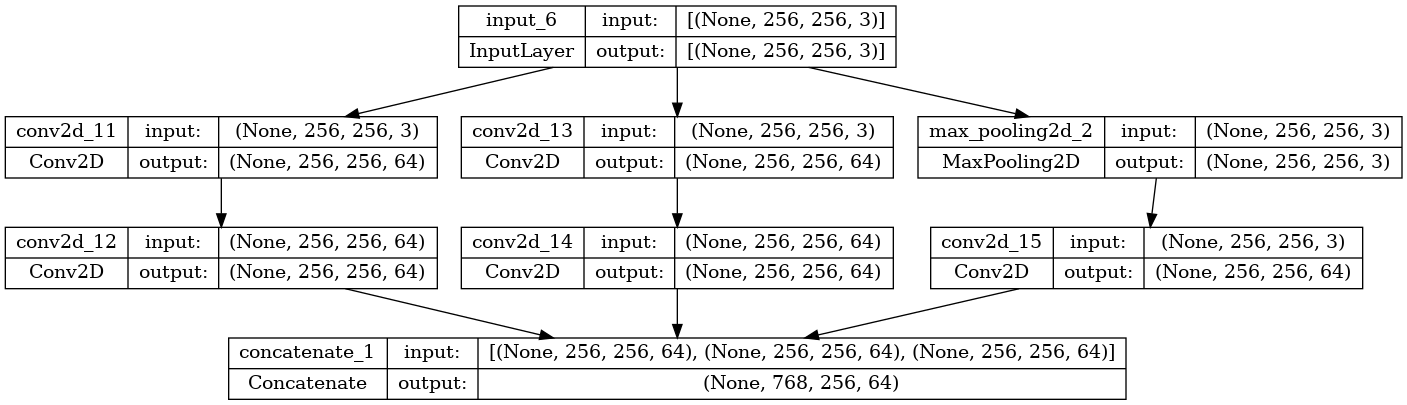 input_6 input: [(None, 256, 256, 3)]
InputLayer output: [(None, 256, 256, 3)]
conv2d_11 input: (None, 256, 256, 3)
Conv2D output: (None, 256, 256, 64)
conv2d_13 input: (None, 256, 256, 3)
Conv2D output: (None, 256, 256, 64)
max_pooling2d_2 input: (None, 256, 256, 3)
MaxPooling2D output: (None, 256, 256, 3)
conv2d_12 input: (None, 256, 256, 64)
Conv2D output: (None, 256, 256, 64)
conv2d_14 input: (None, 256, 256, 64)
Conv2D output: (None, 256, 256, 64)
conv2d_15 input: (None, 256, 256, 3)
Conv2D output: (None, 256, 256, 64)
concatenate_1 input: [(None, 256, 256, 64), (None, 256, 256, 64), (None, 256, 256, 64)]
Concatenate output: (None, 768, 256, 64)